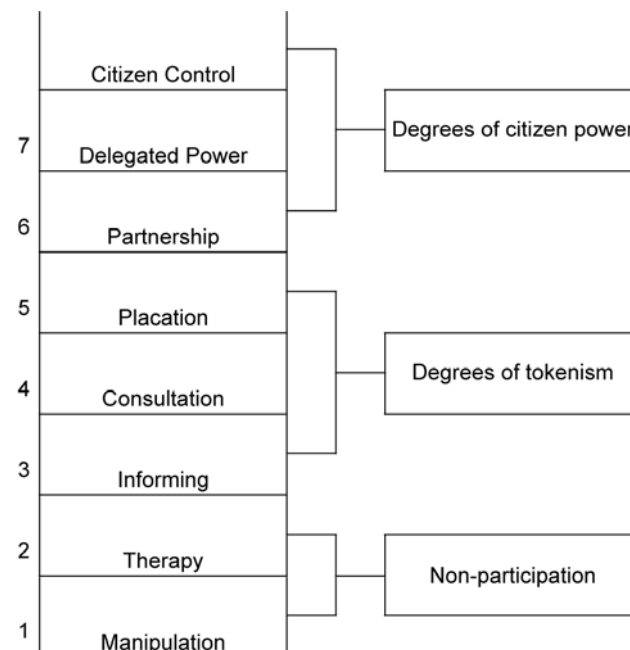 Citizen Control
Degrees of citizen power
7
Delegated Power
6
Partnership
5
Placation
Degrees of tokenism
4
Consultation
3
Informing
2
Therapy
Non-participation
1
Manipulation